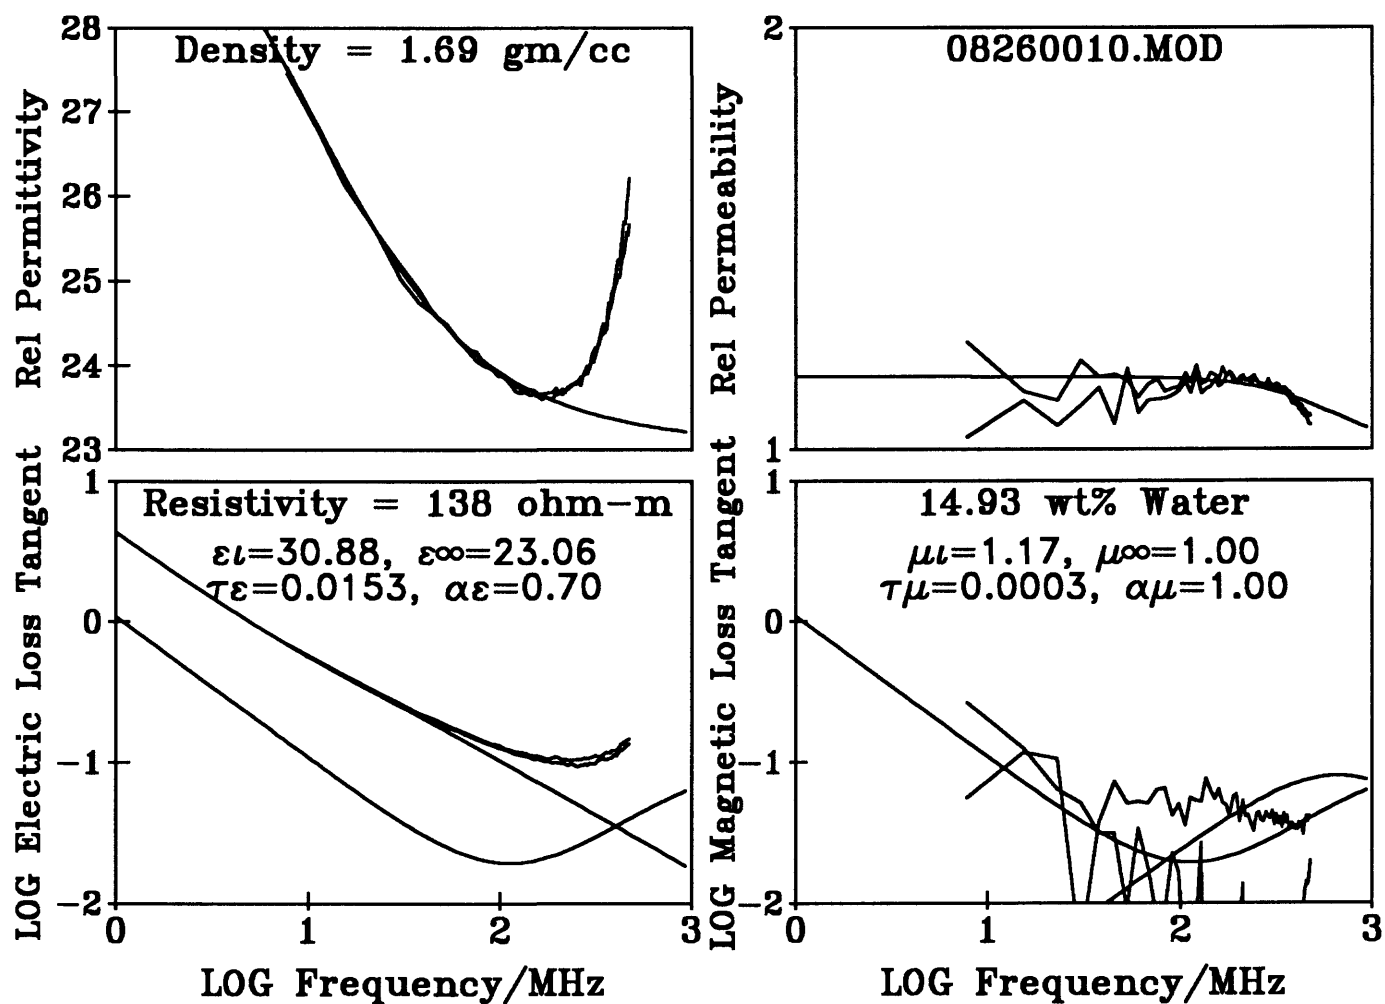 Density = 1.69 gm/cc
28
27
26
25
24
23
Rel Permittivity
08260010.MOD
2
1
Rel Permeability
Resistivity = 138 ohm-m
ει=30.88, ε∞=23.06
τε=0.0153, αε=0.70
1
0
-1
-2
LOG Electric Loss Tangent
0 1 2 3
LOG Frequency/MHz
14.93 wt% Water
μι=1.17, μ∞=1.00
τμ=0.0003, αμ=1.00
1
0
-1
-2
LOG Magnetic Loss Tangent
0 1 2 3
LOG Frequency/MHz